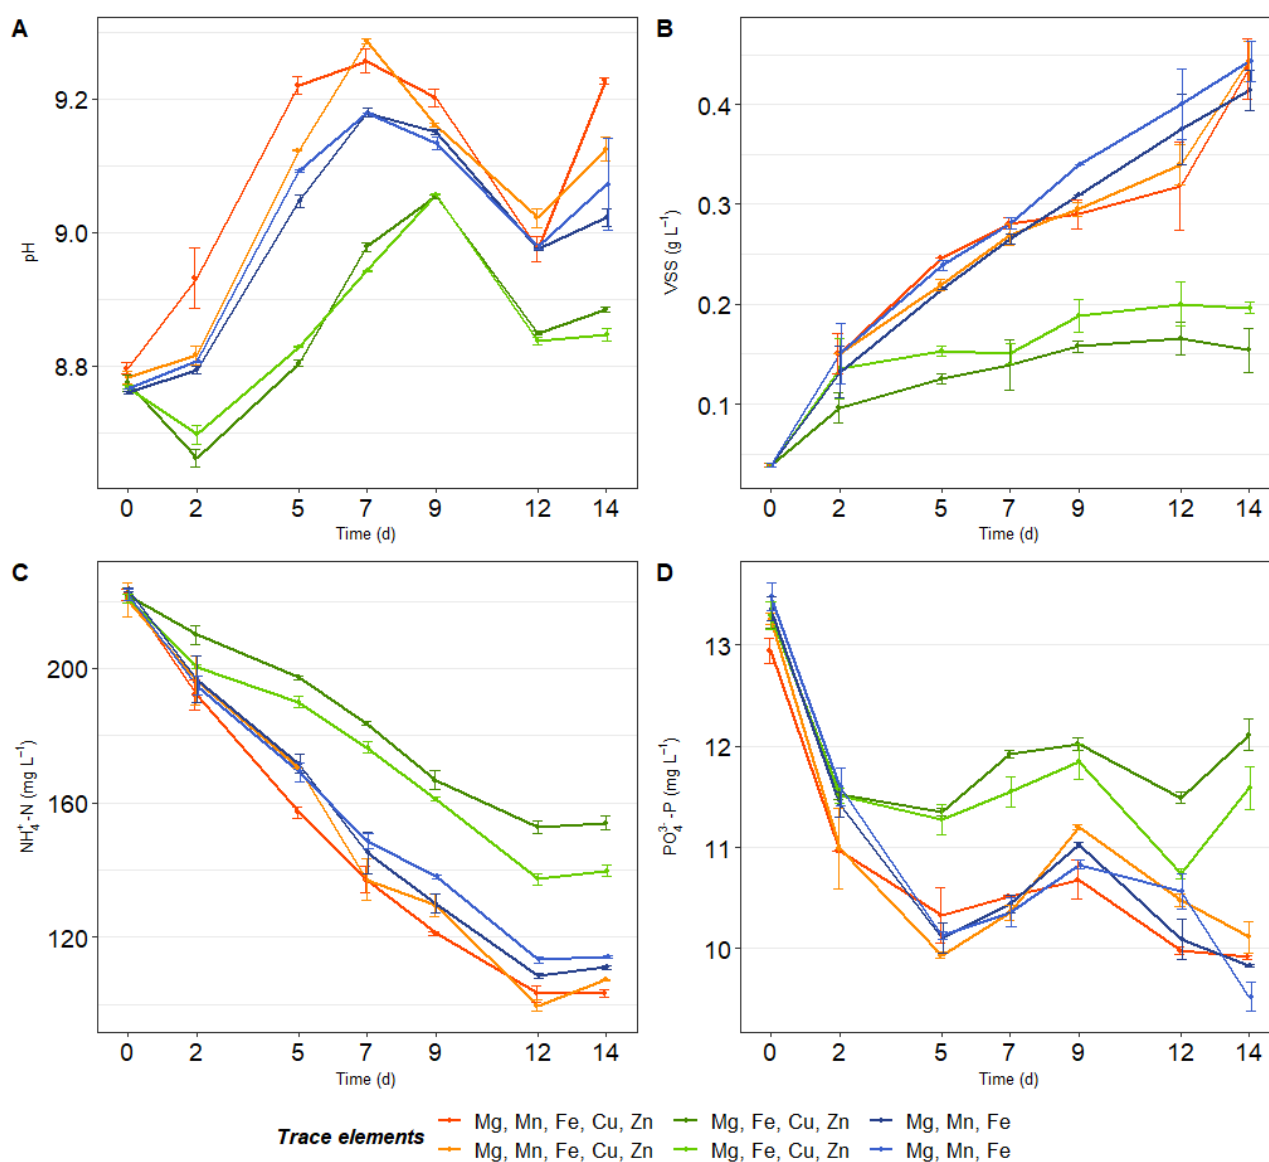 A
pH
9.2
9.0
8.8
0 2 5 7 9 12 14
Time (d)
B
VSS (g L⁻¹)
0.4
0.3
0.2
0.1
0 2 5 7 9 12 14
Time (d)
C
NH₄⁺-N (mg L⁻¹)
200
160
120
0 2 5 7 9 12 14
Time (d)
D
PO₄³⁻-P (mg L⁻¹)
13
12
11
10
0 2 5 7 9 12 14
Time (d)
Trace elements
Mg, Mn, Fe, Cu, Zn Mg, Fe, Cu, Zn Mg, Mn, Fe
Mg, Mn, Fe, Cu, Zn Mg, Fe, Cu, Zn Mg, Mn, Fe